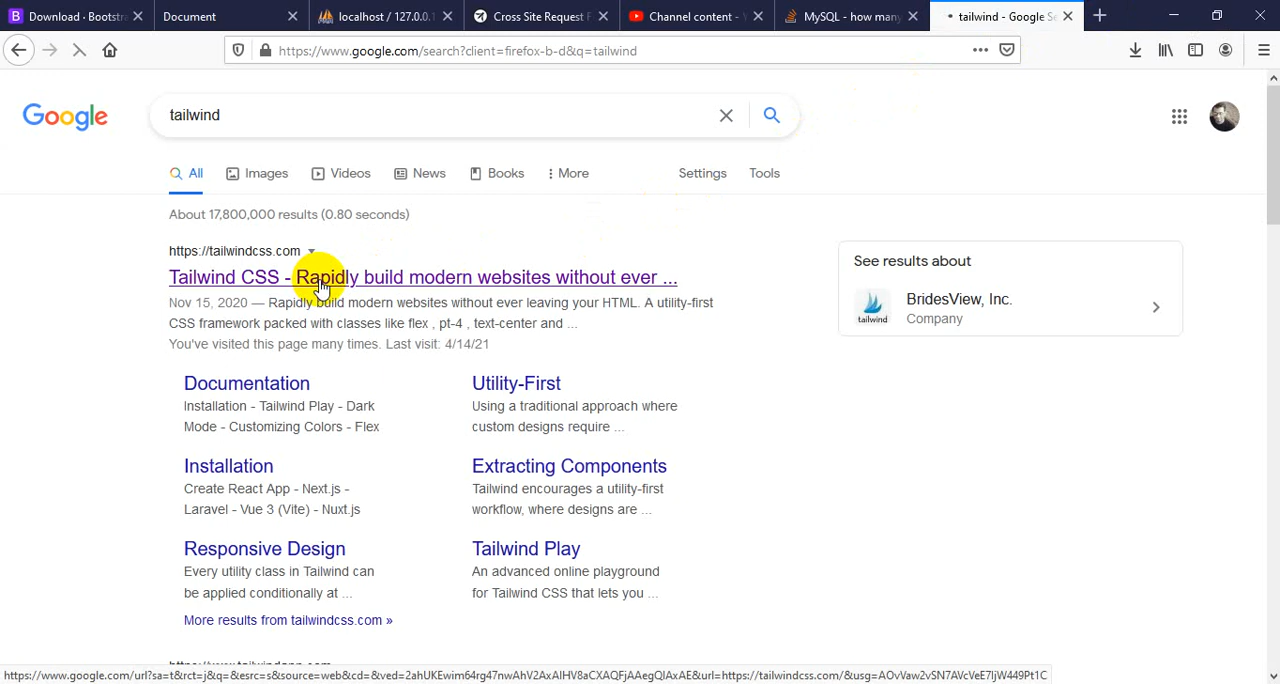 Download · Bootstra
Document
localhost / 127.0.0.1
Cross Site Request F
Channel content - Y
MySQL - how many
tailwind - Google Se
https://www.google.com/search?client=firefox-b-d&q=tailwind
Google
tailwind
All
Images
Videos
News
Books
More
Settings
Tools
About 17,800,000 results (0.80 seconds)
https://tailwindcss.com
Tailwind CSS - Rapidly build modern websites without ever ...
Nov 15, 2020 — Rapidly build modern websites without ever leaving your HTML. A utility-first
CSS framework packed with classes like flex , pt-4 , text-center and ...
You've visited this page many times. Last visit: 4/14/21
See results about
BridesView, Inc.
Company
tailwind
Documentation
Installation - Tailwind Play - Dark
Mode - Customizing Colors - Flex
Utility-First
Using a traditional approach where
custom designs require ...
Installation
Create React App - Next.js -
Laravel - Vue 3 (Vite) - Nuxt.js
Extracting Components
Tailwind encourages a utility-first
workflow, where designs are ...
Responsive Design
Every utility class in Tailwind can
be applied conditionally at ...
Tailwind Play
An advanced online playground
for Tailwind CSS that lets you ...
More results from tailwindcss.com »
https://www.tailwindapp.com
https://www.google.com/url?sa=t&rct=j&q=&esrc=s&source=web&cd=&ved=2ahUKEwim64rg47nwAhV2AxAIHV8aCXAQFjAAegQIAxAE&url=https://tailwindcss.com/&usg=AOvVaw2vSN7AVcVeE7IjW449Pt1C